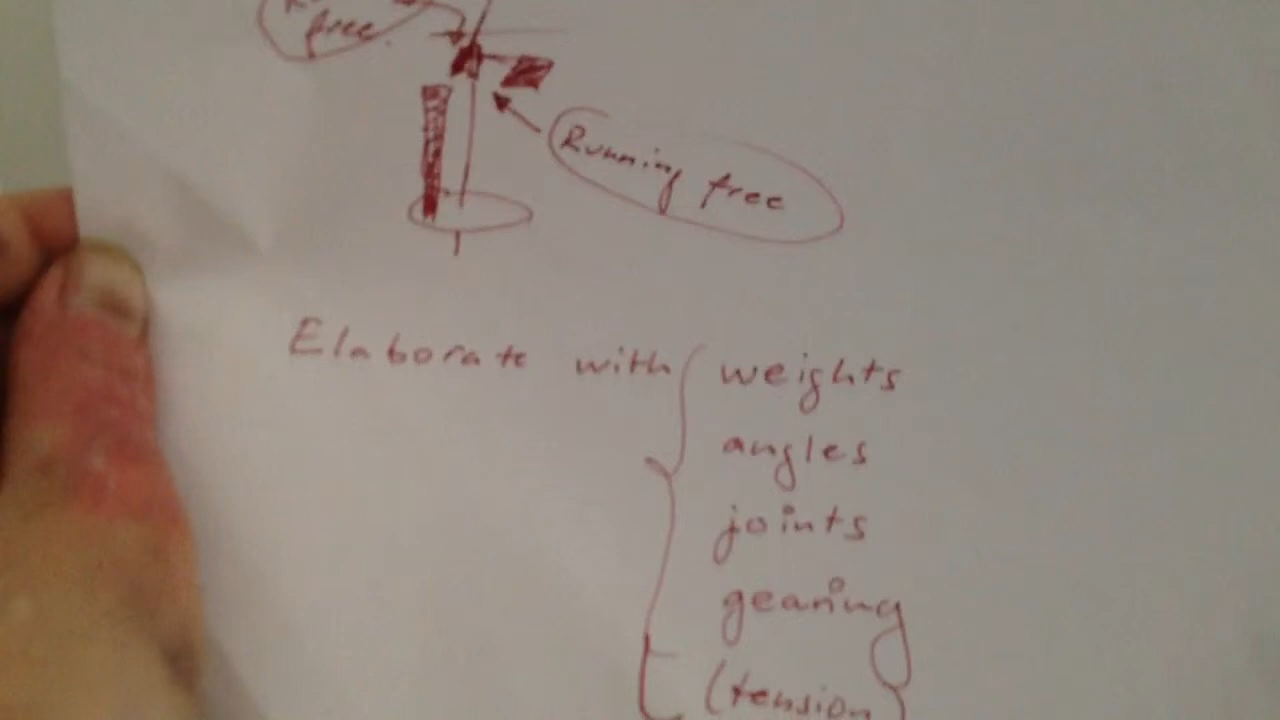 free.
Running free
Elaborate with
weights
angles
joints
gearing
(tension)